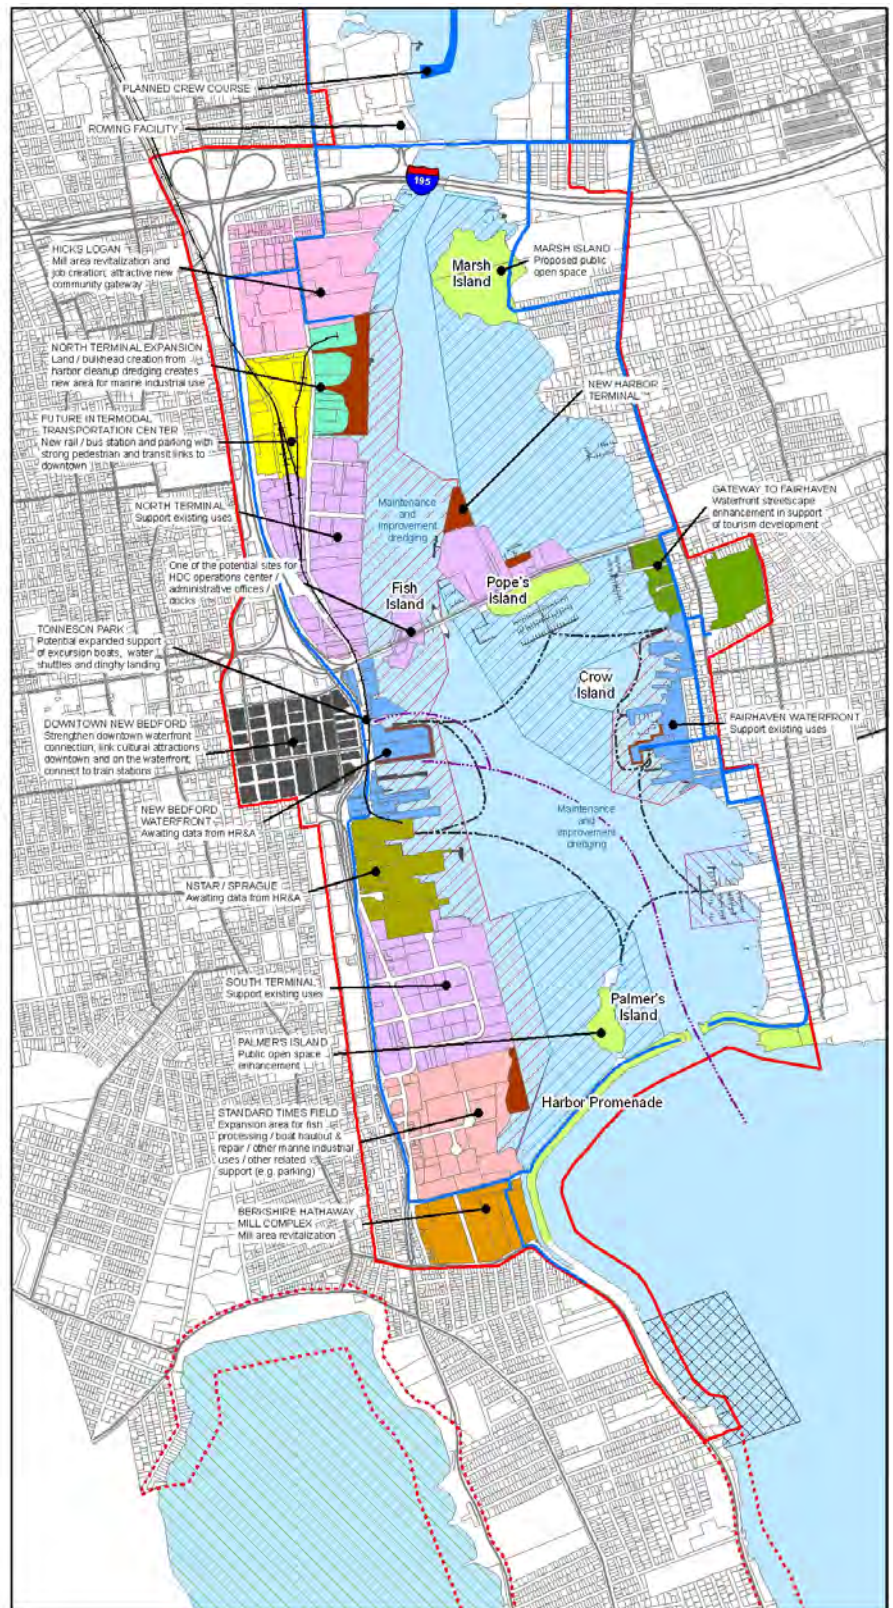 PLANNED CREW COURSE
ROWING FACILITY
195
HICKS LOGAN
Mill area revitalization and
job creation; attractive new
community gateway
Marsh
Island
MARSH ISLAND
Proposed public
open space
NORTH TERMINAL EXPANSION
Land / bulkhead creation from
harbor cleanup dredging creates
new area for marine industrial use
NEW HARBOR
TERMINAL
FUTURE INTERMODAL
TRANSPORTATION CENTER
New rail / bus station and parking with
strong pedestrian and transit links to
downtown
GATEWAY TO FAIRHAVEN
Waterfront streetscape
enhancement in support
of tourism development
NORTH TERMINAL
Support existing uses
Maintenance
and
improvement
dredging
One of the potential sites for
HDC operations center /
administrative offices /
docks
Fish
Island
Pope's
Island
TONNESON PARK
Potential expanded support
of excursion boats, water
shuttles and dinghy landing
Crow
Island
DOWNTOWN NEW BEDFORD
Strengthen downtown waterfront
connection; link cultural attractions
downtown and on the waterfront;
connect to train stations
FAIRHAVEN WATERFRONT
Support existing uses
NEW BEDFORD
WATERFRONT
Awaiting data from HR&A
Maintenance
and
improvement
dredging
NSTAR / SPRAGUE
Awaiting data from HR&A
SOUTH TERMINAL
Support existing uses
Palmer's
Island
PALMER'S ISLAND
Public open space
enhancement
Harbor Promenade
STANDARD TIMES FIELD
Expansion area for fish
processing / boat haulout &
repair / other marine industrial
uses / other related
support (e.g. parking)
BERKSHIRE HATHAWAY
MILL COMPLEX
Mill area revitalization